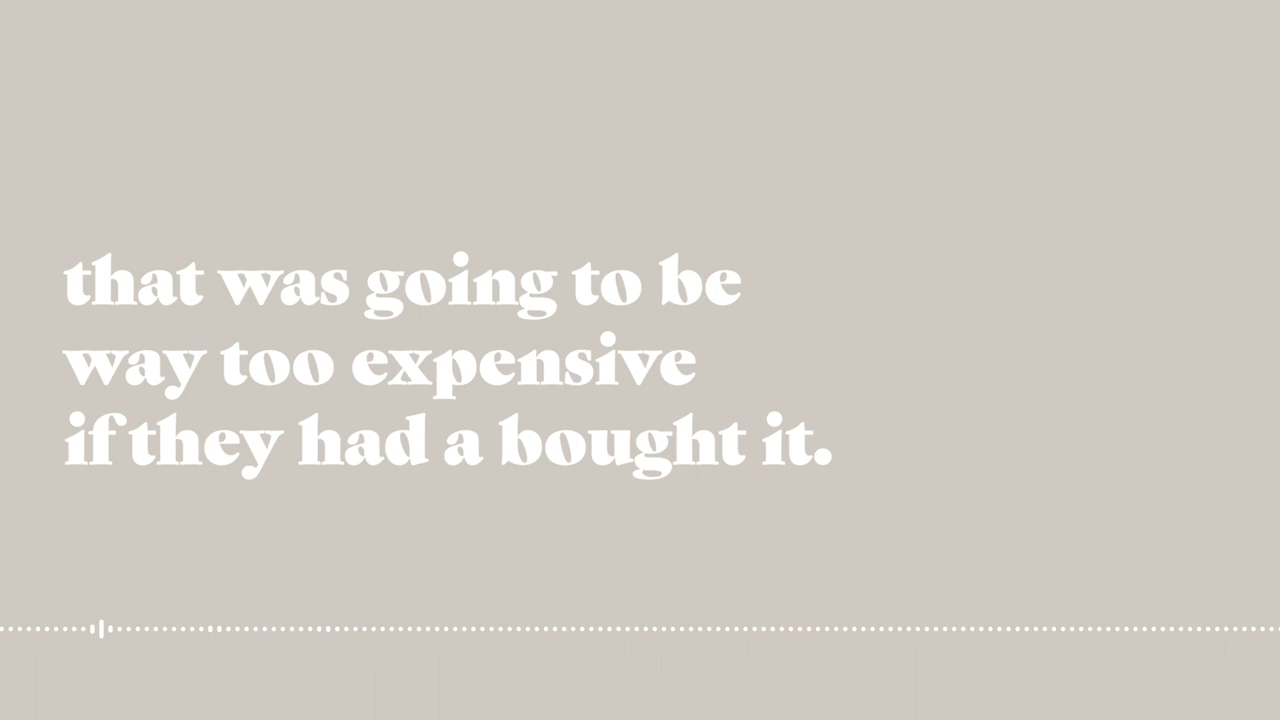 that was going to be
way too expensive
if they had a bought it.